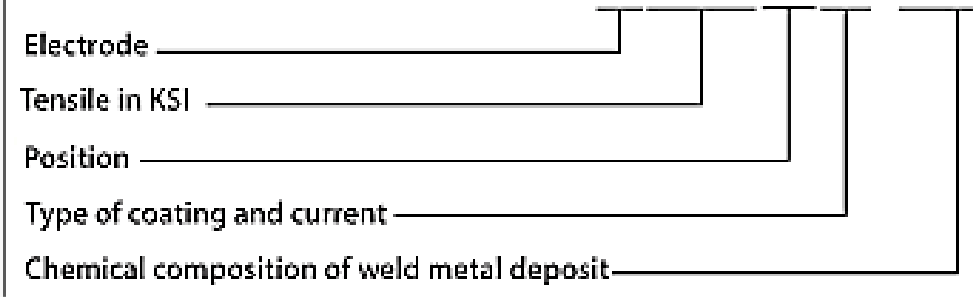 Electrode
Tensile in KSI
Position
Type of coating and current
Chemical composition of weld metal deposit